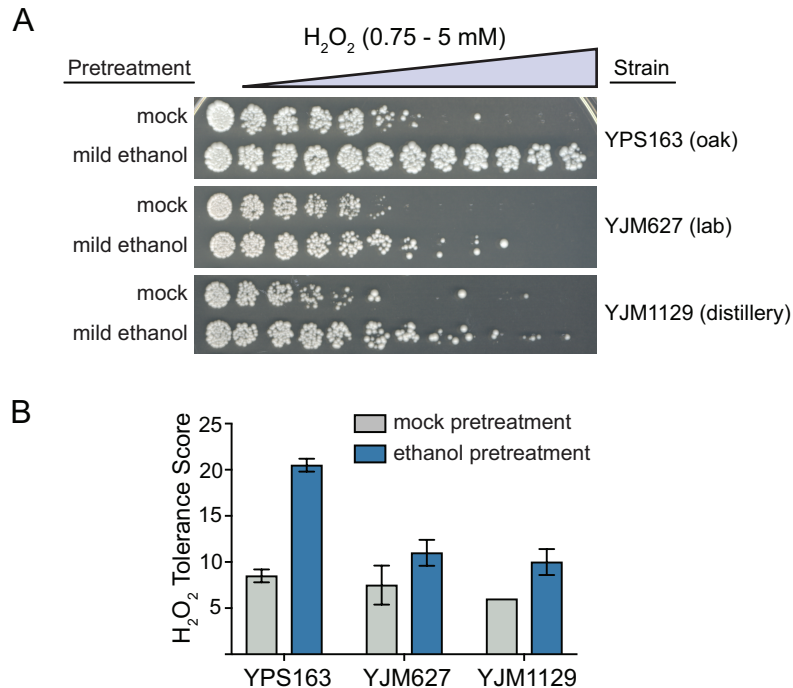 A
H2O2 (0.75 - 5 mM)
Pretreatment
Strain
mock
mild ethanol
YPS163 (oak)
mock
mild ethanol
YJM627 (lab)
mock
mild ethanol
YJM1129 (distillery)
B
H2O2 Tolerance Score
25
20
15
10
5
mock pretreatment
ethanol pretreatment
YPS163 YJM627 YJM1129